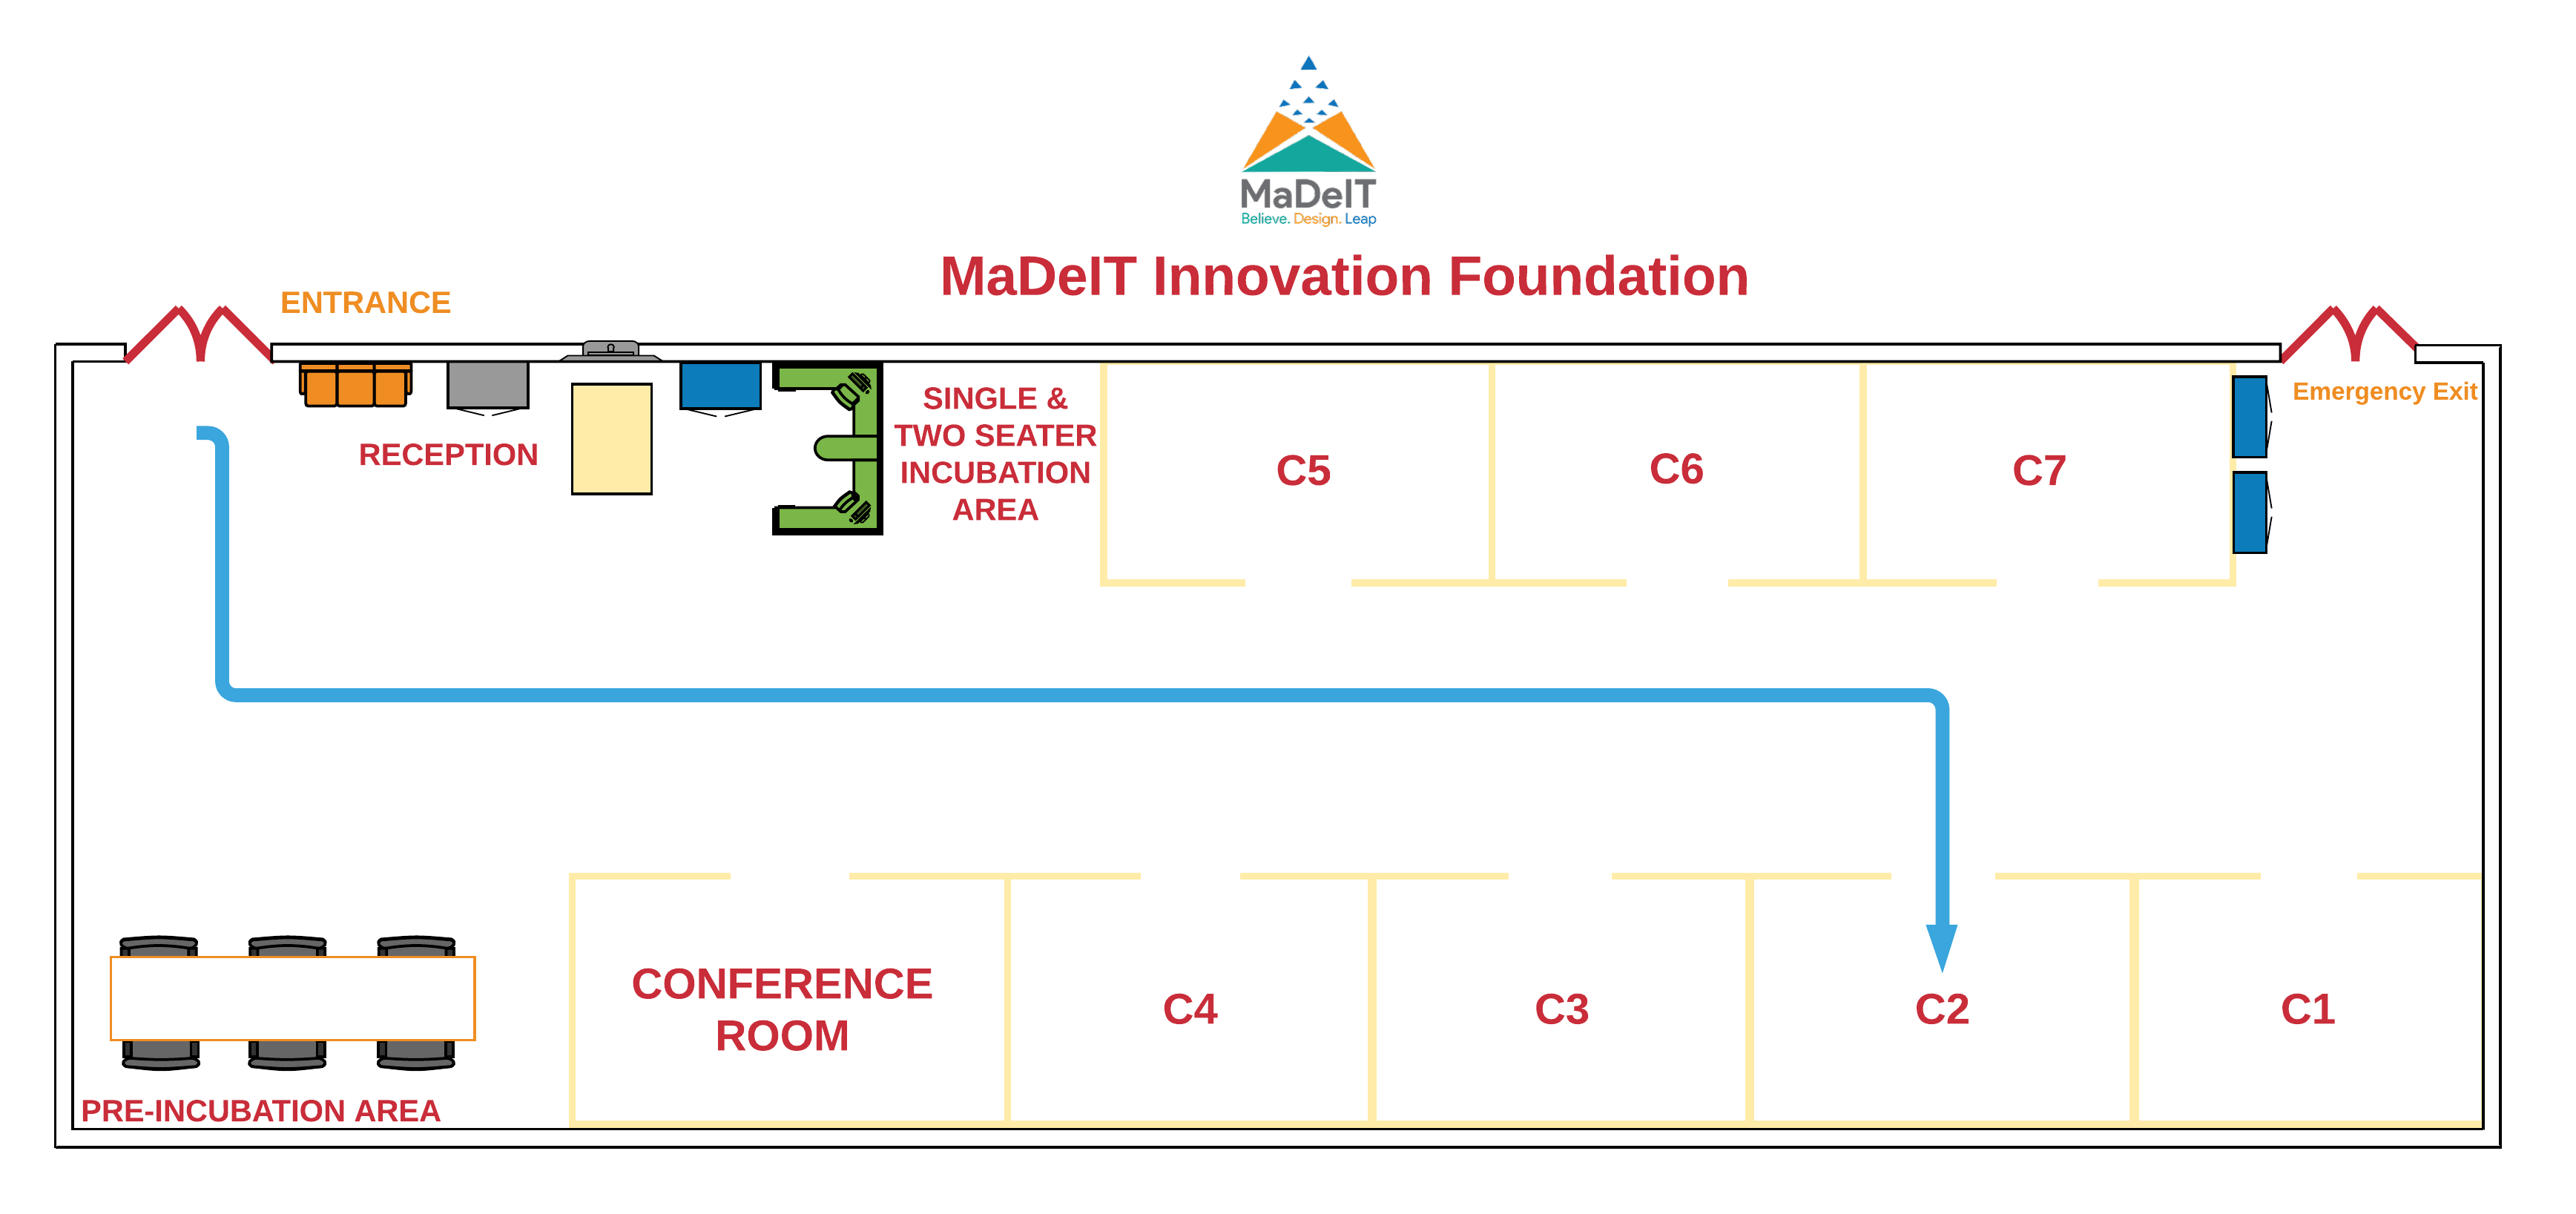 MaDeIT
Believe. Design. Leap
MaDeIT Innovation Foundation
ENTRANCE
Emergency Exit
RECEPTION
SINGLE &
TWO SEATER
INCUBATION
AREA
C5
C6
C7
CONFERENCE
ROOM
C4
C3
C2
C1
PRE-INCUBATION AREA